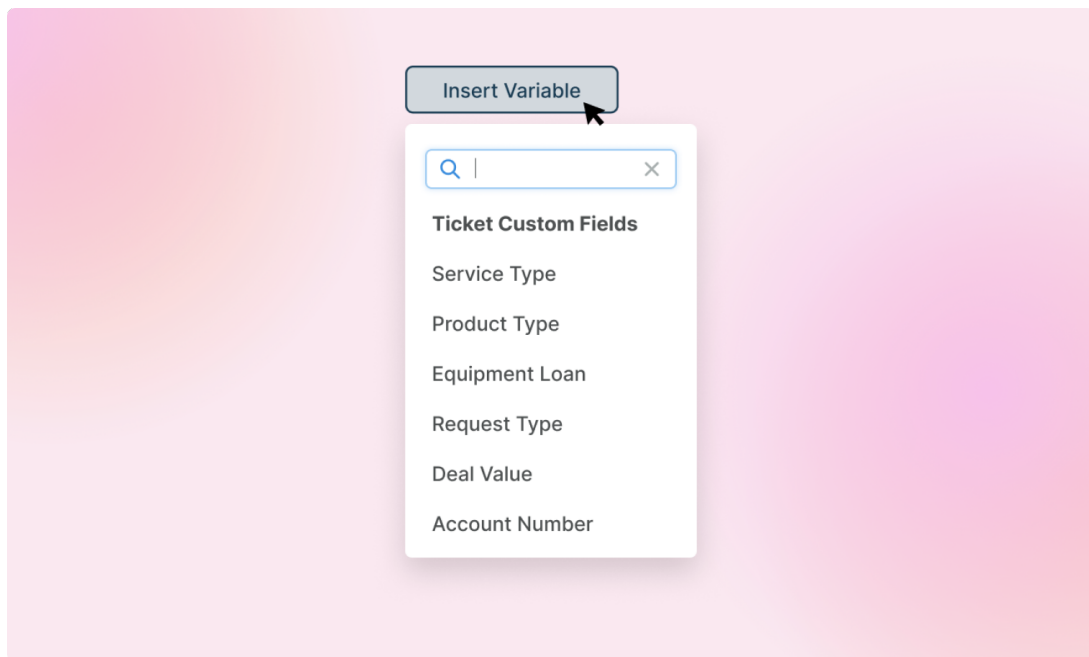 Insert Variable
Ticket Custom Fields
Service Type
Product Type
Equipment Loan
Request Type
Deal Value
Account Number